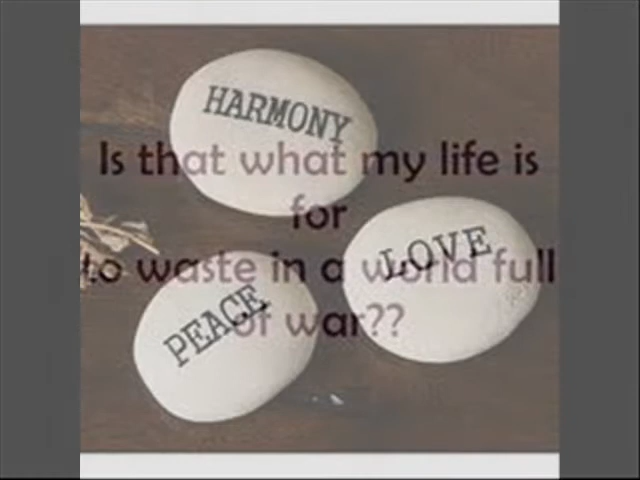 HARMONY
Is that what my life is
for
LOVE
to waste in a world full
PEACE
of war??